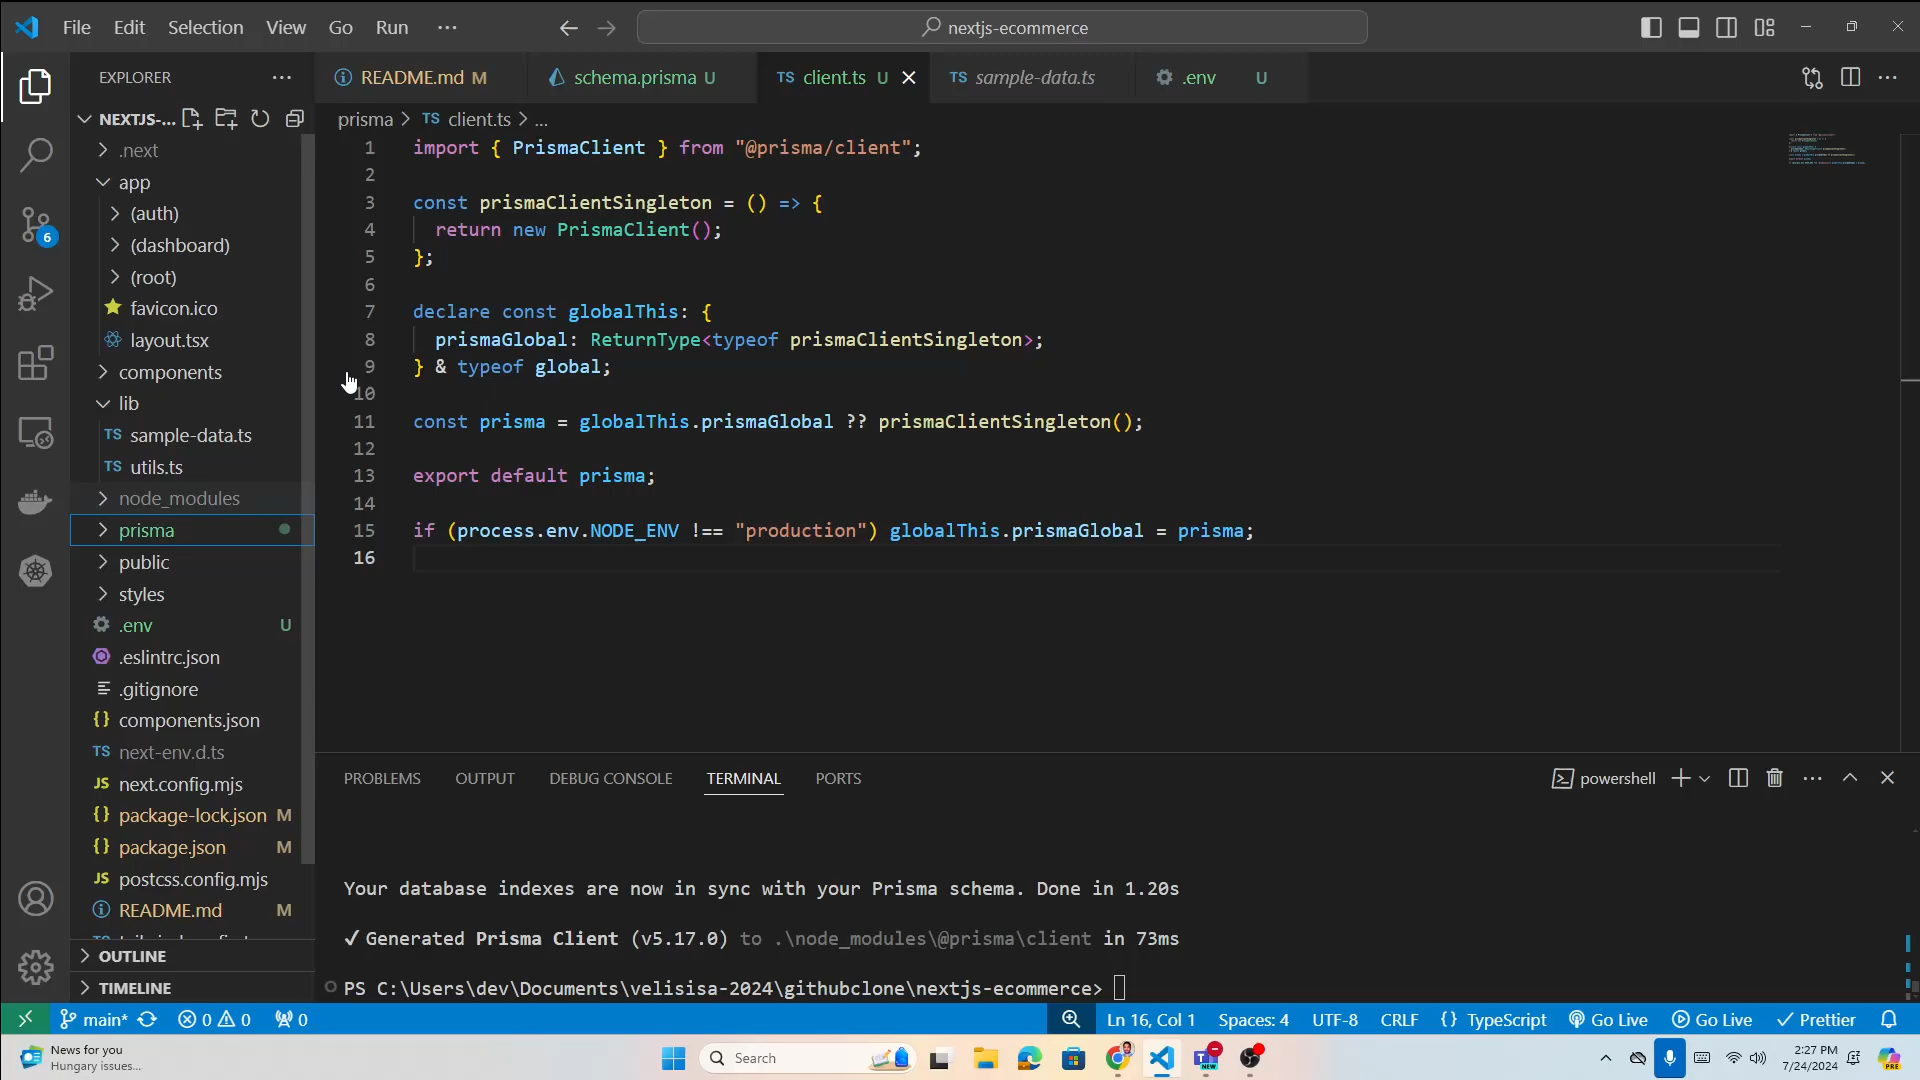 File Edit Selection View Go Run ···
nextjs-ecommerce
EXPLORER
NEXTJS-...
.next
app
(auth)
(dashboard)
(root)
favicon.ico
layout.tsx
components
lib
TS sample-data.ts
TS utils.ts
node_modules
prisma
public
styles
.env U
.eslintrc.json
.gitignore
{} components.json
TS next-env.d.ts
JS next.config.mjs
{} package-lock.json M
{} package.json M
JS postcss.config.mjs
README.md M
OUTLINE
TIMELINE
README.md M
schema.prisma U
TS client.ts U
TS sample-data.ts
.env U
prisma > TS client.ts > ...
1 import { PrismaClient } from "@prisma/client";
2
3 const prismaClientSingleton = () => {
4 return new PrismaClient();
5 };
6
7 declare const globalThis: {
8 prismaGlobal: ReturnType<typeof prismaClientSingleton>;
9 } & typeof global;
10
11 const prisma = globalThis.prismaGlobal ?? prismaClientSingleton();
12
13 export default prisma;
14
15 if (process.env.NODE_ENV !== "production") globalThis.prismaGlobal = prisma;
16
PROBLEMS OUTPUT DEBUG CONSOLE TERMINAL PORTS
powershell
Your database indexes are now in sync with your Prisma schema. Done in 1.20s
✓ Generated Prisma Client (v5.17.0) to .\node_modules\@prisma\client in 73ms
PS C:\Users\dev\Documents\velisisa-2024\githubclone\nextjs-ecommerce>
6
main* 0 0 0
Ln 16, Col 1 Spaces: 4 UTF-8 CRLF {} TypeScript Go Live Go Live Prettier
News for you
Hungary issues...
Search
NEW
2:27 PM
7/24/2024
PRE